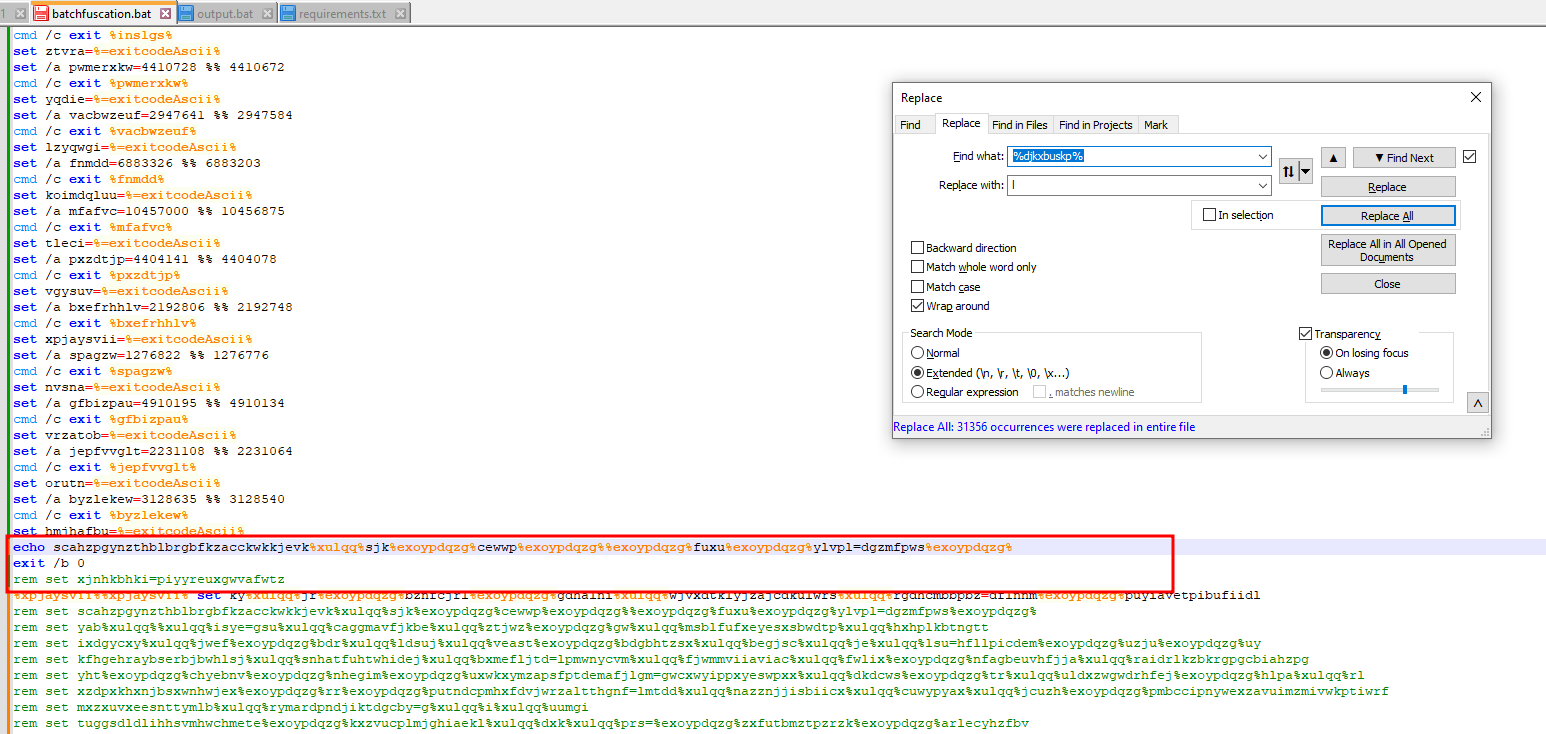 1 batchfuscation.bat output.bat requirements.txt
cmd /c exit %inslgs%
set ztvra=%=exitcodeAscii%
set /a pwmerxkw=4410728 %% 4410672
cmd /c exit %pwmerxkw%
set yqdie=%=exitcodeAscii%
set /a vacbwzeuf=2947641 %% 2947584
cmd /c exit %vacbwzeuf%
set lzyqwgi=%=exitcodeAscii%
set /a fnmdd=6883326 %% 6883203
cmd /c exit %fnmdd%
set koimdqluu=%=exitcodeAscii%
set /a mfafvc=10457000 %% 10456875
cmd /c exit %mfafvc%
set tleci=%=exitcodeAscii%
set /a pxzdtjp=4404141 %% 4404078
cmd /c exit %pxzdtjp%
set vgysuv=%=exitcodeAscii%
set /a bxefrhhlv=2192806 %% 2192748
cmd /c exit %bxefrhhlv%
set xpjaysvii=%=exitcodeAscii%
set /a spagzw=1276822 %% 1276776
cmd /c exit %spagzw%
set nvsna=%=exitcodeAscii%
set /a gfbizpau=4910195 %% 4910134
cmd /c exit %gfbizpau%
set vrzatob=%=exitcodeAscii%
set /a jepfvvglt=2231108 %% 2231064
cmd /c exit %jepfvvglt%
set orutn=%=exitcodeAscii%
set /a byzlekew=3128635 %% 3128540
cmd /c exit %byzlekew%
set hmjhafbu=%=exitcodeAscii%
echo scahzpgynzthblbrgbfkzacckwkkjevk%xulqq%sjk%exoypdqzg%cewwp%exoypdqzg%%exoypdqzg%fuxu%exoypdqzg%ylvpl=dgzmfpws%exoypdqzg%
exit /b 0
rem set xjnhkbhki=piyyreuxgwvafwtz
%xpjaysvii%%xpjaysvii% set ky%xulqq%jr%exoypdqzg%bznfcjrl%exoypdqzg%gdhalhi%xulqq%wjvxdtklyjzajcdkulwrs%xulqq%rgdhcmbbpbz=dflhnm%exoypdqzg%puylavetpibufiidl
rem set scahzpgynzthblbrgbfkzacckwkkjevk%xulqq%sjk%exoypdqzg%cewwp%exoypdqzg%%exoypdqzg%fuxu%exoypdqzg%ylvpl=dgzmfpws%exoypdqzg%
rem set yab%xulqq%%xulqq%isye=gsu%xulqq%caggmavfjkbe%xulqq%ztjwz%exoypdqzg%gw%xulqq%msblfufxeyesxsbwdtp%xulqq%hxhplkbtngtt
rem set ixdgycxy%xulqq%jwef%exoypdqzg%bdr%xulqq%ldsuj%xulqq%veast%exoypdqzg%bdgbhtzsx%xulqq%begjsc%xulqq%je%xulqq%lsu=hfllpicdem%exoypdqzg%uzju%exoypdqzg%uy
rem set kfhgehraybserbjbwhlsj%xulqq%snhatfuhtwhidej%xulqq%bxmefljtd=lpmwnycvm%xulqq%fjwmmviiaviac%xulqq%fwlix%exoypdqzg%nfagbeuvhfjja%xulqq%raidrlkzbkrgpgcbiahzpg
rem set yht%exoypdqzg%chyebnv%exoypdqzg%nhegim%exoypdqzg%uxwkxymzapsfptdemafjlgm=gwcxwyippxyeswpxx%xulqq%dkdcws%exoypdqzg%tr%xulqq%uldxzwgwdrhfej%exoypdqzg%hlpa%xulqq%rl
rem set xzdpxkhxnjbsxwnhwjex%exoypdqzg%rr%exoypdqzg%putndcpmhxfdvjwrzaltthgnf=lmtdd%xulqq%nazznjjisbiicx%xulqq%cuwypyax%xulqq%jcuzh%exoypdqzg%pmbccipnywexzavuimzmivwkptiwrf
rem set mxzxuvxeesnttymlb%xulqq%rymardpndjiktdgcby=g%xulqq%i%xulqq%uumgi
rem set tuggsdldlihhsvmhwchmete%exoypdqzg%kxzvucplmjghiaekl%xulqq%dxk%xulqq%prs=%exoypdqzg%zxfutbmztpzrzk%exoypdqzg%arlecyhzfbv
Replace
Find Replace Find in Files Find in Projects Mark
Find what: %djkxbuskp% ▲ ▼ Find Next
Replace with: l Replace
In selection Replace All
Replace All in All Opened Documents
Close
Backward direction
Match whole word only
Match case
Wrap around
Search Mode
Normal
Extended (\n, \r, \t, \0, \x...)
Regular expression . matches newline
Transparency
On losing focus
Always
Replace All: 31356 occurrences were replaced in entire file